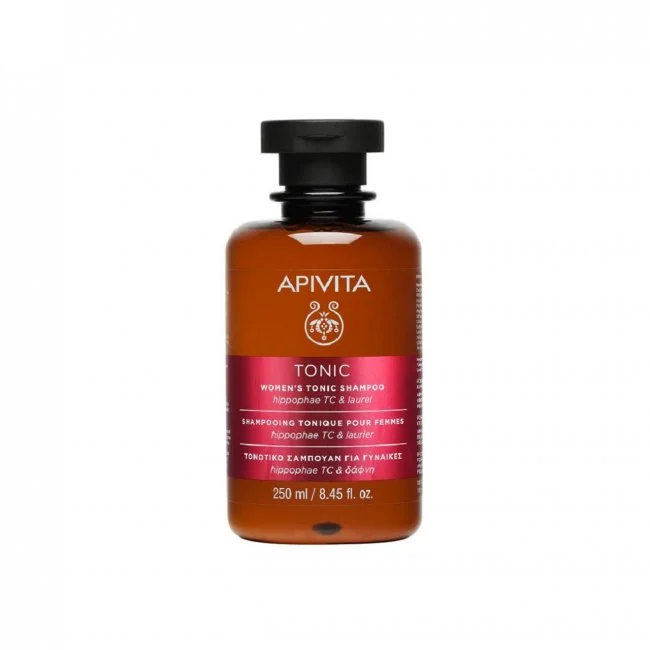 APIVITA
TONIC
WOMEN'S TONIC SHAMPOO
hippophae TC & laurel
SHAMPOOING TONIQUE POUR FEMMES
hippophae TC & laurier
ΤΟΝΩΤΙΚΟ ΣΑΜΠΟΥΑΝ ΓΙΑ ΓΥΝΑΙΚΕΣ
hippophae TC & δάφνη
250 ml / 8.45 fl. oz.